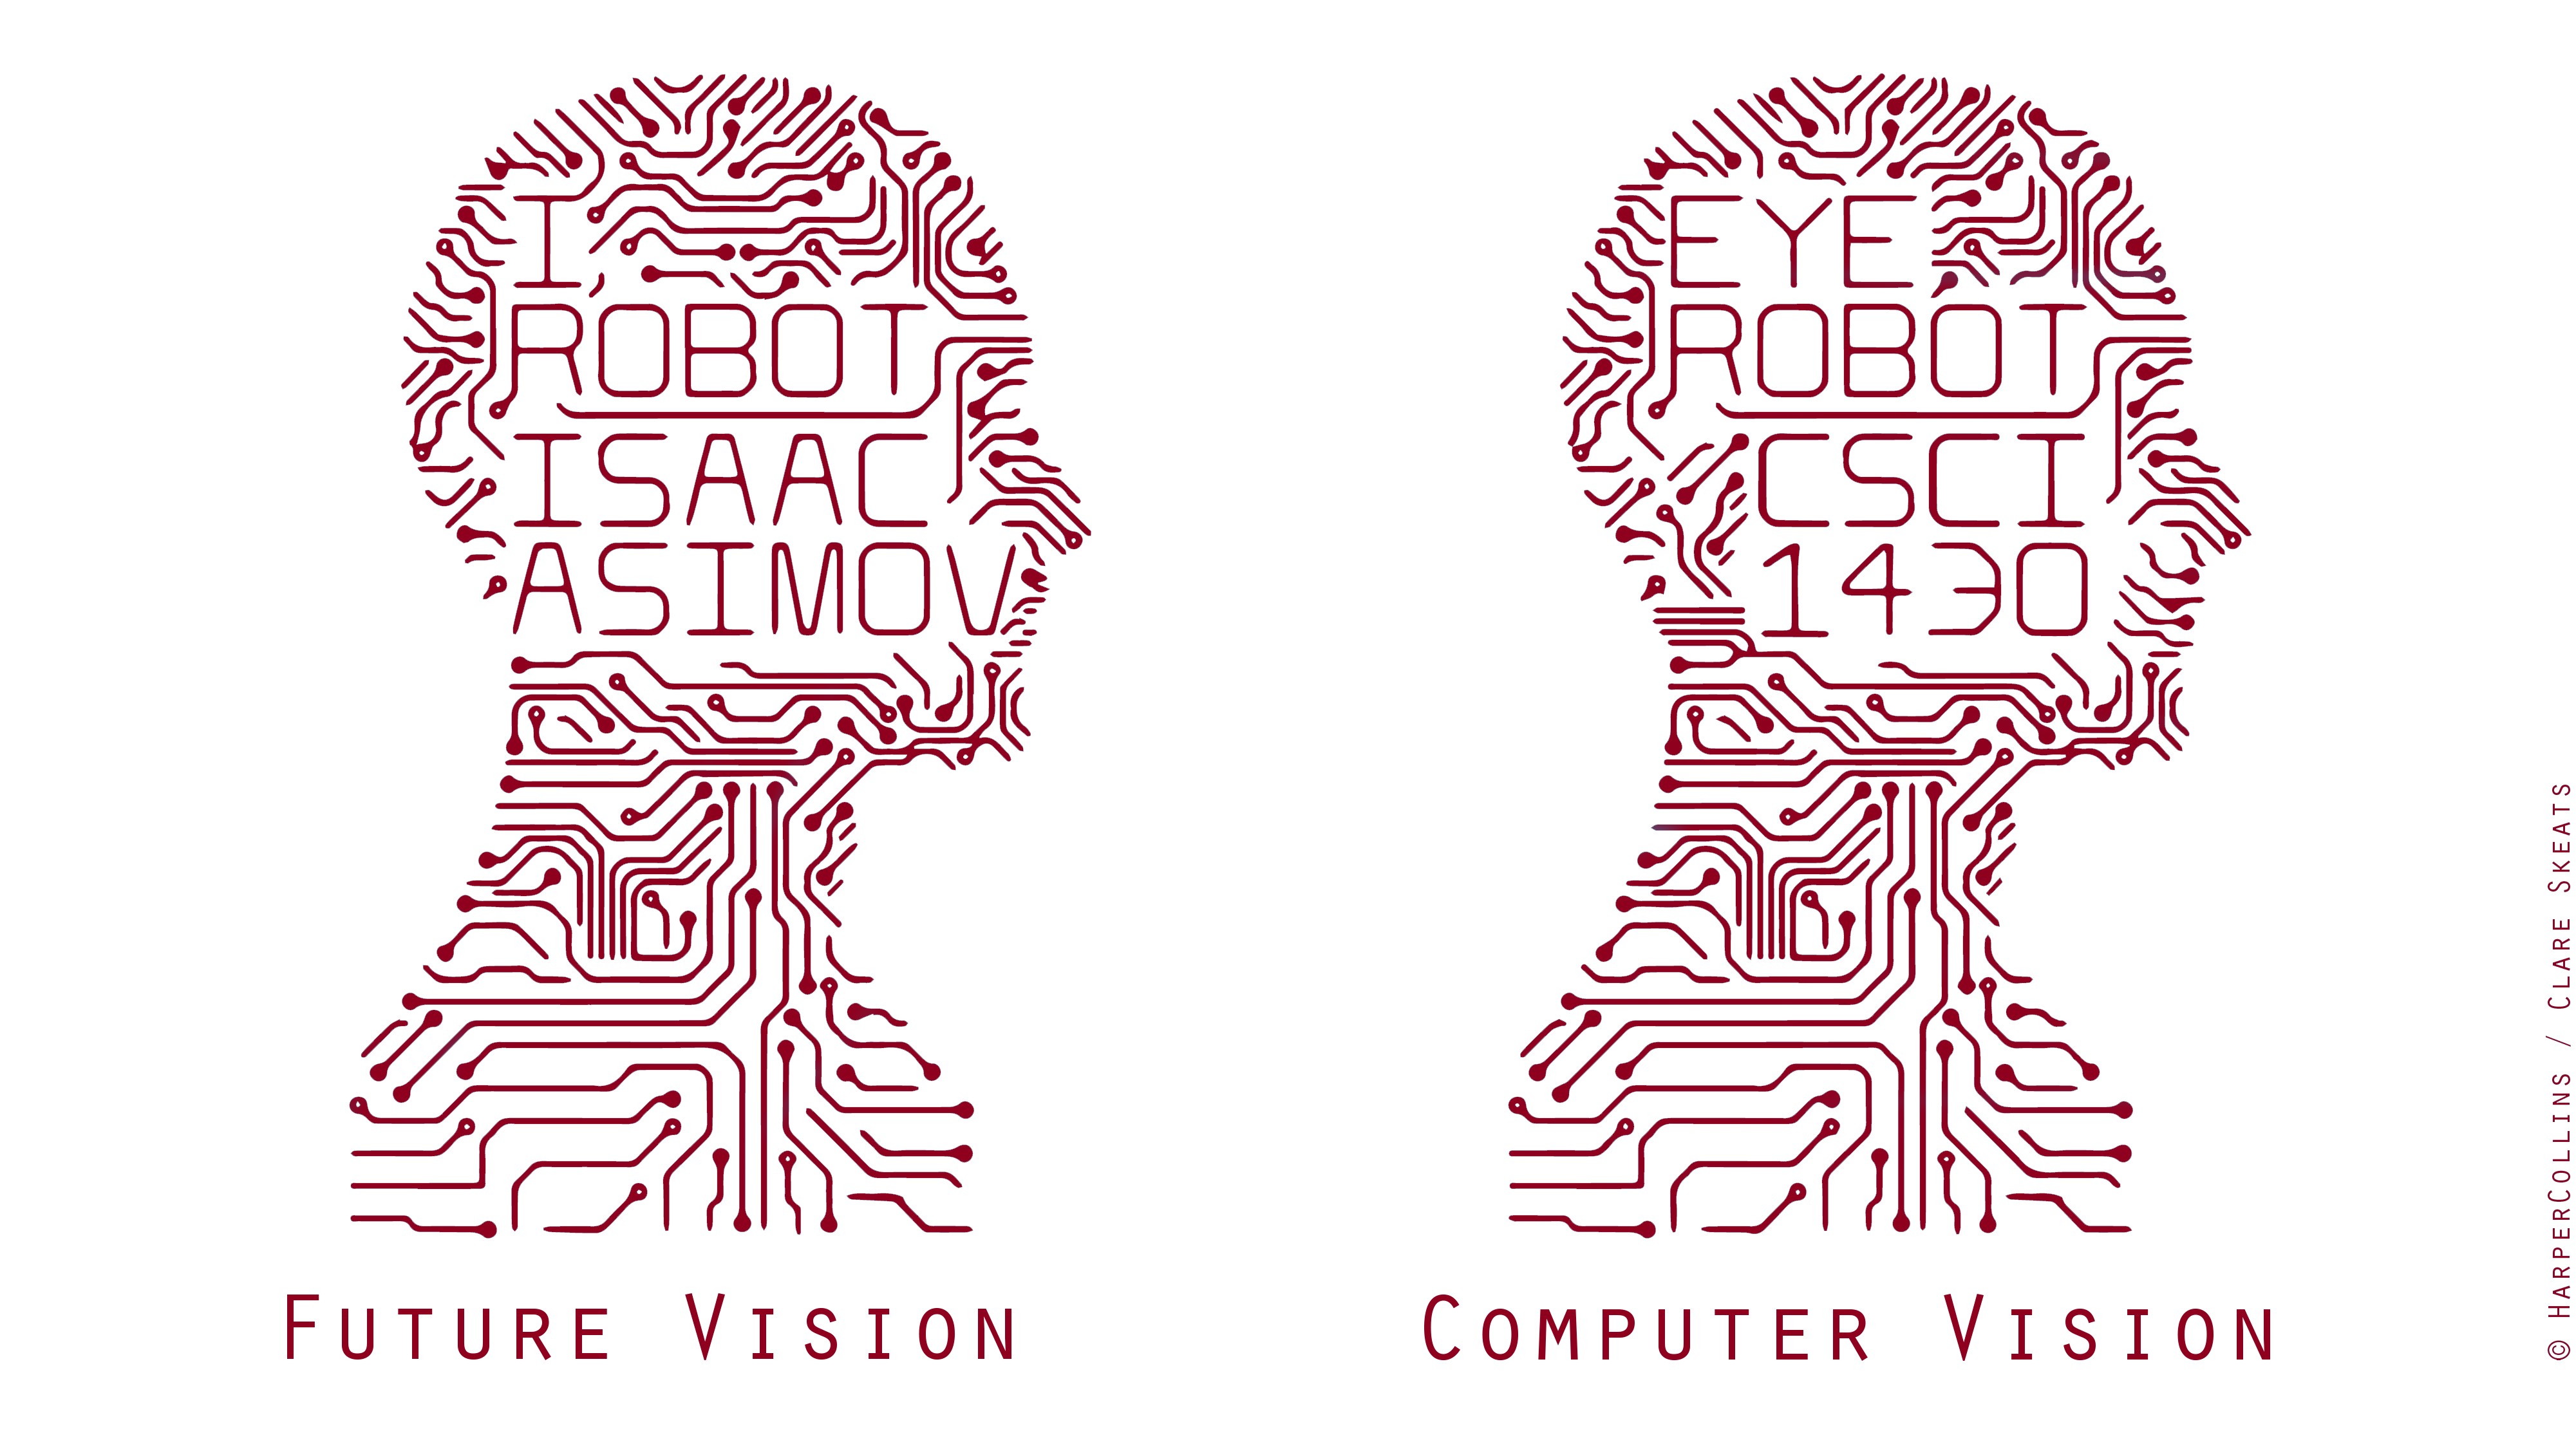 I,
ROBOT
ISAAC
ASIMOV
FUTURE VISION
EYE
ROBOT
CSCI
1430
COMPUTER VISION
© HARPERCOLLINS / CLARE SKEATS